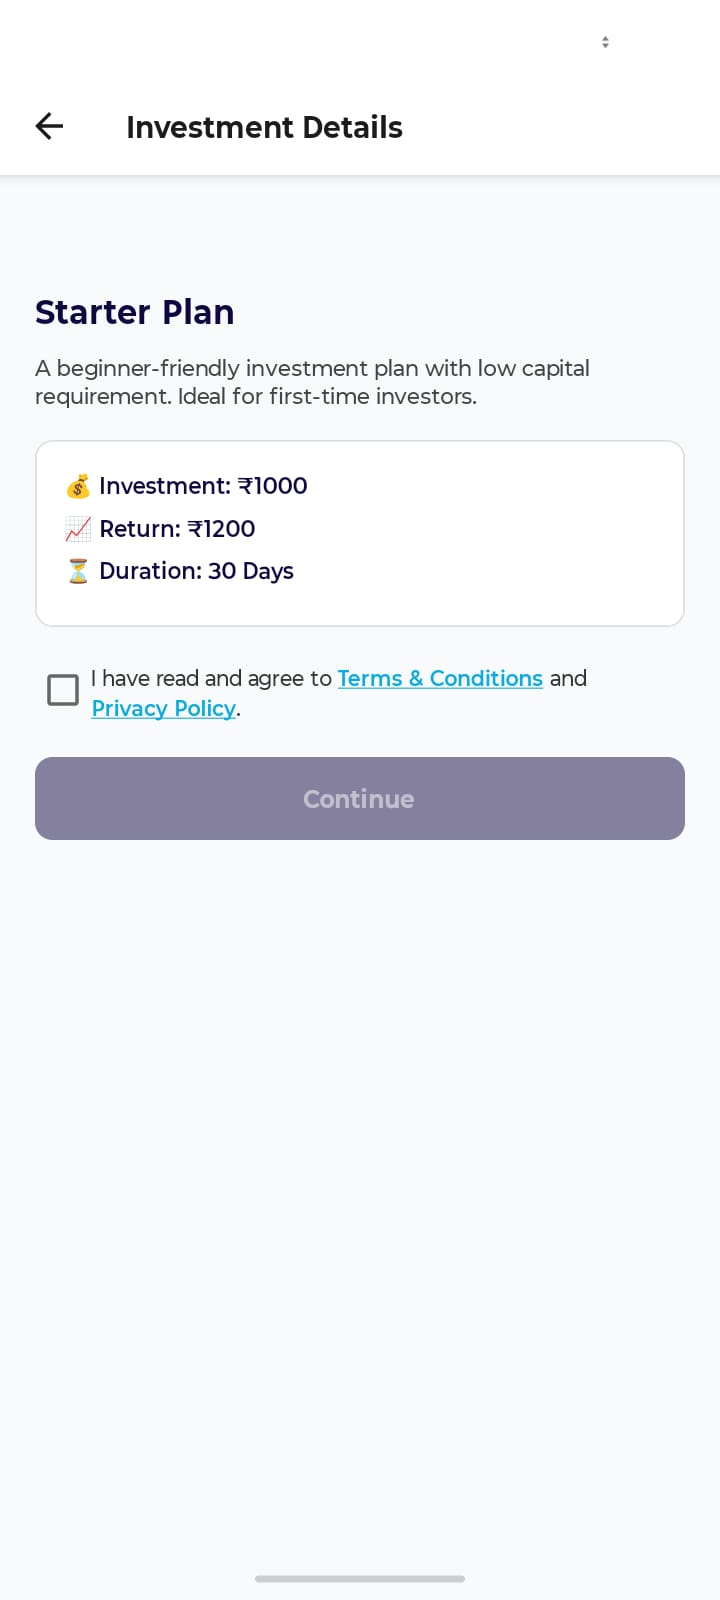 Investment Details
Starter Plan
A beginner-friendly investment plan with low capital
requirement. Ideal for first-time investors.
💰 Investment: ₹1000
📈 Return: ₹1200
⏳ Duration: 30 Days
I have read and agree to Terms & Conditions and
Privacy Policy.
Continue